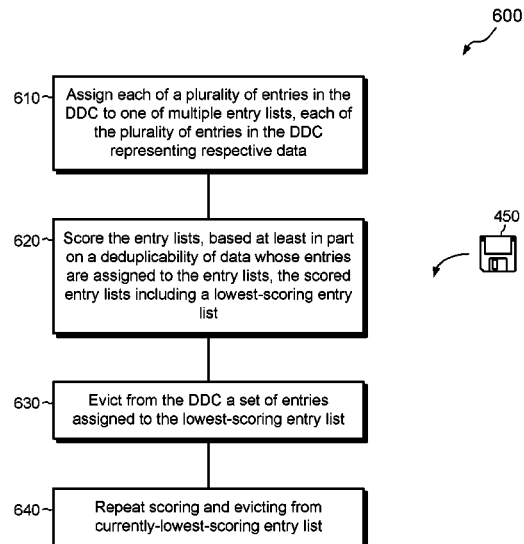 600
610
Assign each of a plurality of entries in the
DDC to one of multiple entry lists, each of
the plurality of entries in the DDC
representing respective data
620
Score the entry lists, based at least in part
on a deduplicability of data whose entries
are assigned to the entry lists, the scored
entry lists including a lowest-scoring entry
list
450
630
Evict from the DDC a set of entries
assigned to the lowest-scoring entry list
640
Repeat scoring and evicting from
currently-lowest-scoring entry list